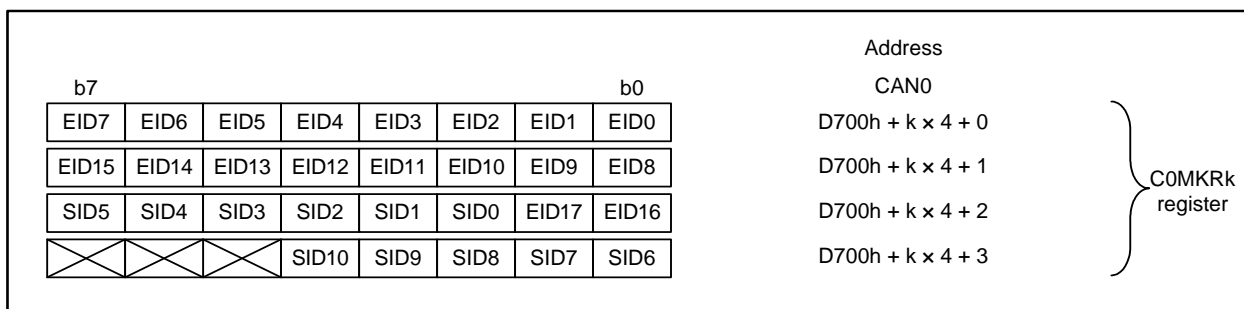 Address
b7 b0 CAN0
EID7 EID6 EID5 EID4 EID3 EID2 EID1 EID0 D700h + k × 4 + 0
EID15 EID14 EID13 EID12 EID11 EID10 EID9 EID8 D700h + k × 4 + 1
SID5 SID4 SID3 SID2 SID1 SID0 EID17 EID16 D700h + k × 4 + 2
SID10 SID9 SID8 SID7 SID6 D700h + k × 4 + 3
C0MKRk
register